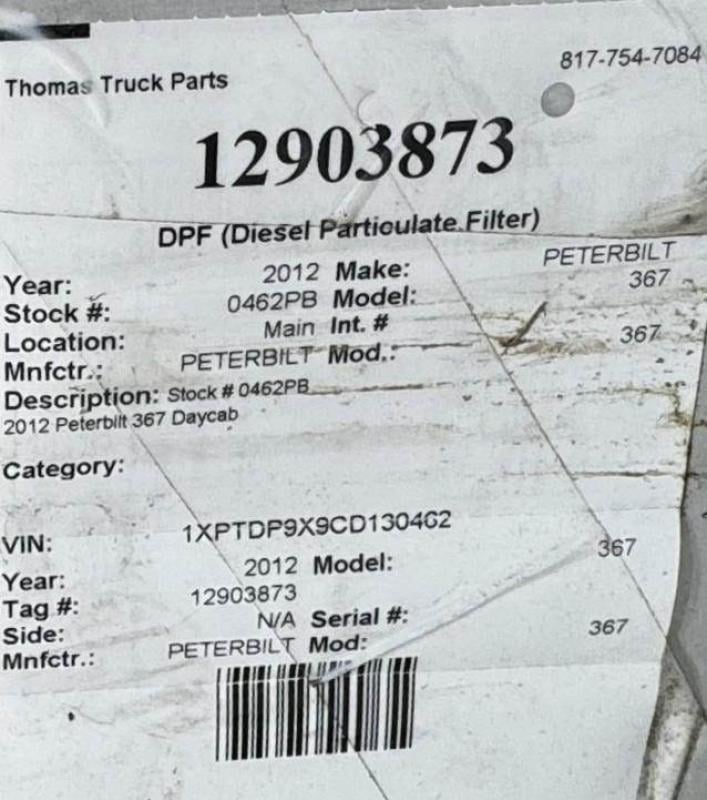 Thomas Truck Parts 817-754-7084
12903873
DPF (Diesel Particulate Filter)
Year: 2012 Make: PETERBILT
Stock #: 0462PB Model: 367
Location: Main Int. #
Mnfctr.: PETERBILT Mod.: 367
Description: Stock # 0462PB
2012 Peterbilt 367 Daycab
Category:
VIN: 1XPTDP9X9CD130462
Year: 2012 Model: 367
Tag #: 12903873
Side: N/A Serial #:
Mnfctr.: PETERBILT Mod: 367